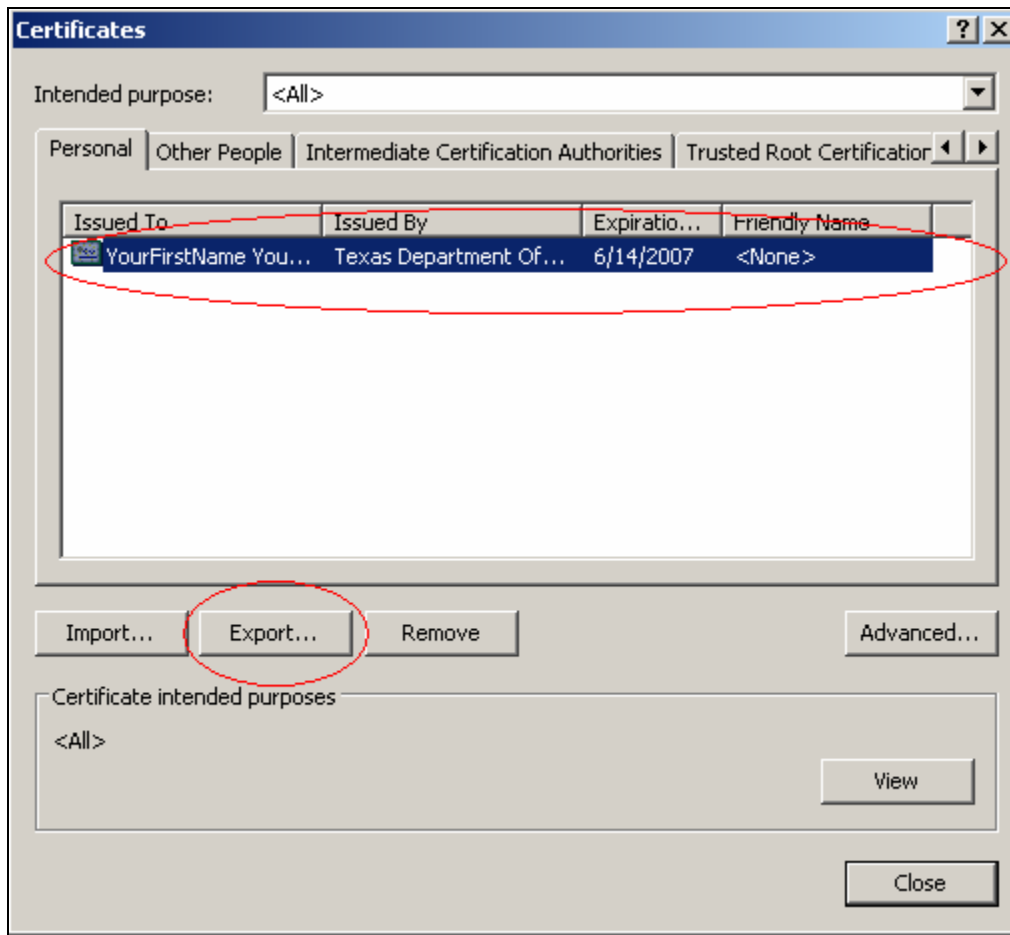 Certificates
Intended purpose: <All>
Personal Other People Intermediate Certification Authorities Trusted Root Certification
Issued To Issued By Expiratio... Friendly Name
YourFirstName You... Texas Department Of... 6/14/2007 <None>
Import... Export... Remove Advanced...
Certificate intended purposes
<All>
View
Close